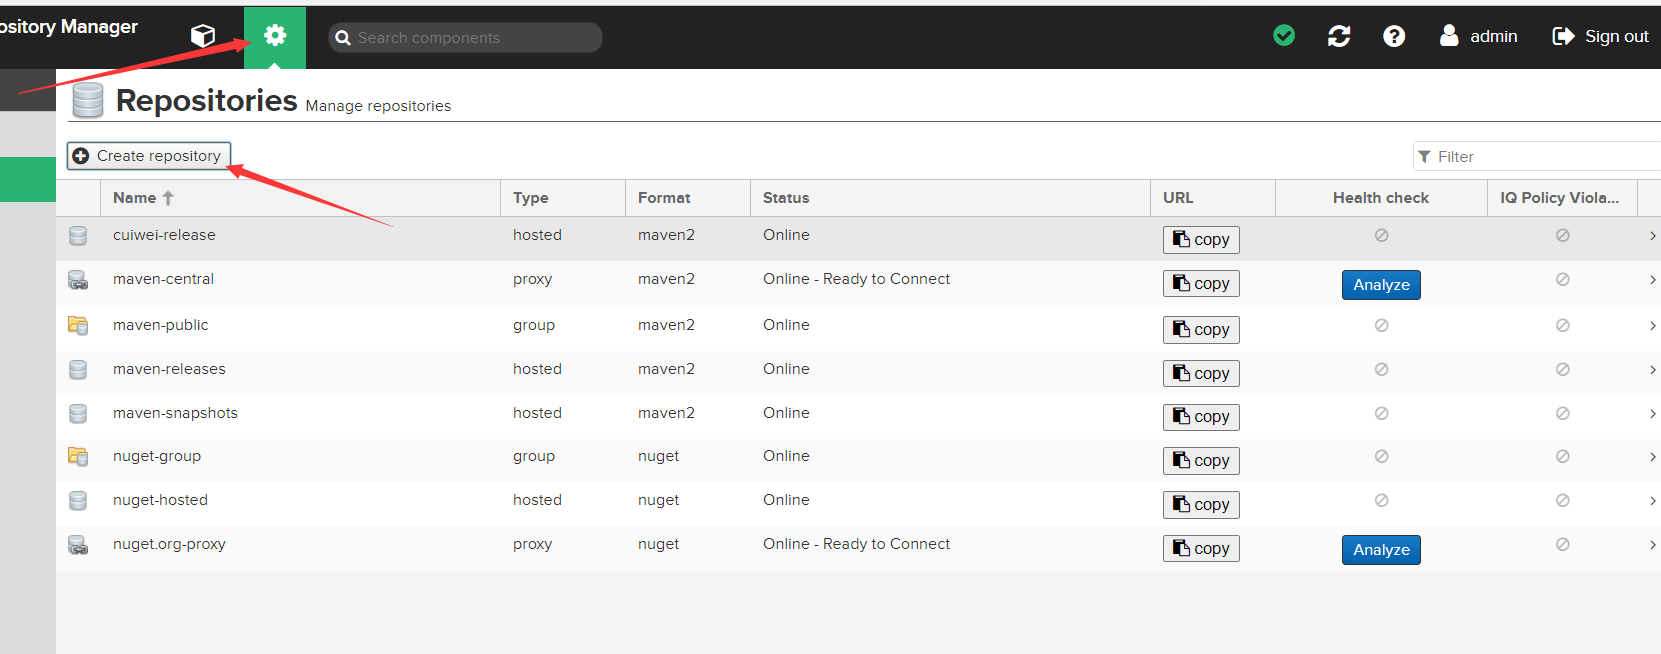 ository Manager
Search components
admin
Sign out
Repositories Manage repositories
Create repository
Filter
Name Type Format Status URL Health check IQ Policy Viola...
cuiwei-release hosted maven2 Online copy
maven-central proxy maven2 Online - Ready to Connect copy Analyze
maven-public group maven2 Online copy
maven-releases hosted maven2 Online copy
maven-snapshots hosted maven2 Online copy
nuget-group group nuget Online copy
nuget-hosted hosted nuget Online copy
nuget.org-proxy proxy nuget Online - Ready to Connect copy Analyze